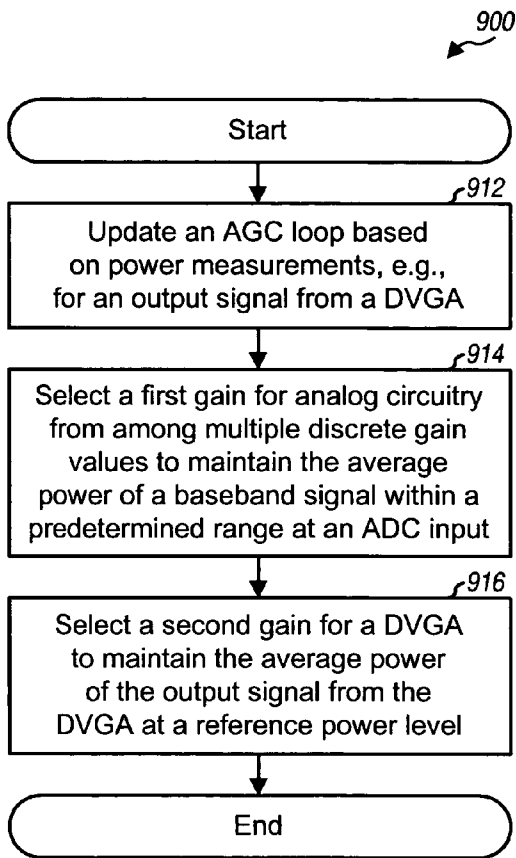 900
Start
912
Update an AGC loop based
on power measurements, e.g.,
for an output signal from a DVGA
914
Select a first gain for analog circuitry
from among multiple discrete gain
values to maintain the average
power of a baseband signal within a
predetermined range at an ADC input
916
Select a second gain for a DVGA
to maintain the average power
of the output signal from the
DVGA at a reference power level
End